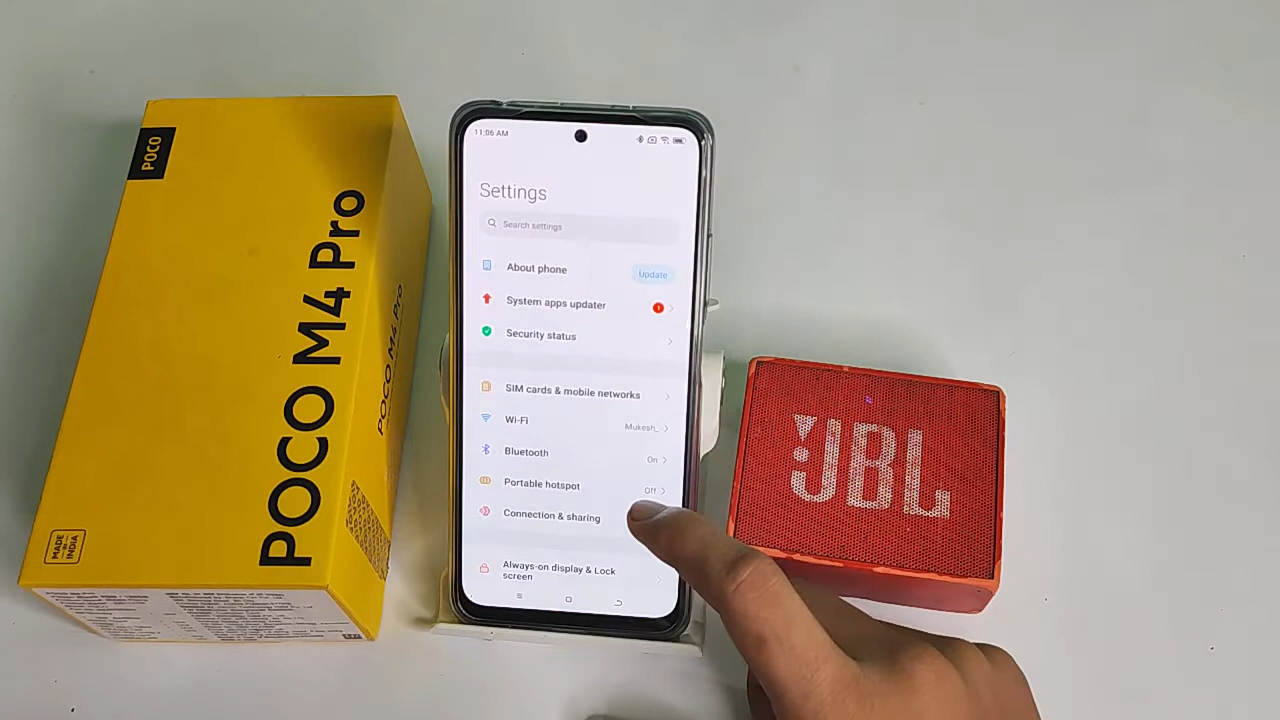 POCO
POCO M4 Pro
POCO M4 Pro
MADE
IN
INDIA
11:06 AM
Settings
Search settings
About phone
Update
System apps updater
1
Security status
SIM cards & mobile networks
Wi-Fi
Mukesh_
Bluetooth
On
Portable hotspot
Off
Connection & sharing
Always-on display & Lock
screen
JBL